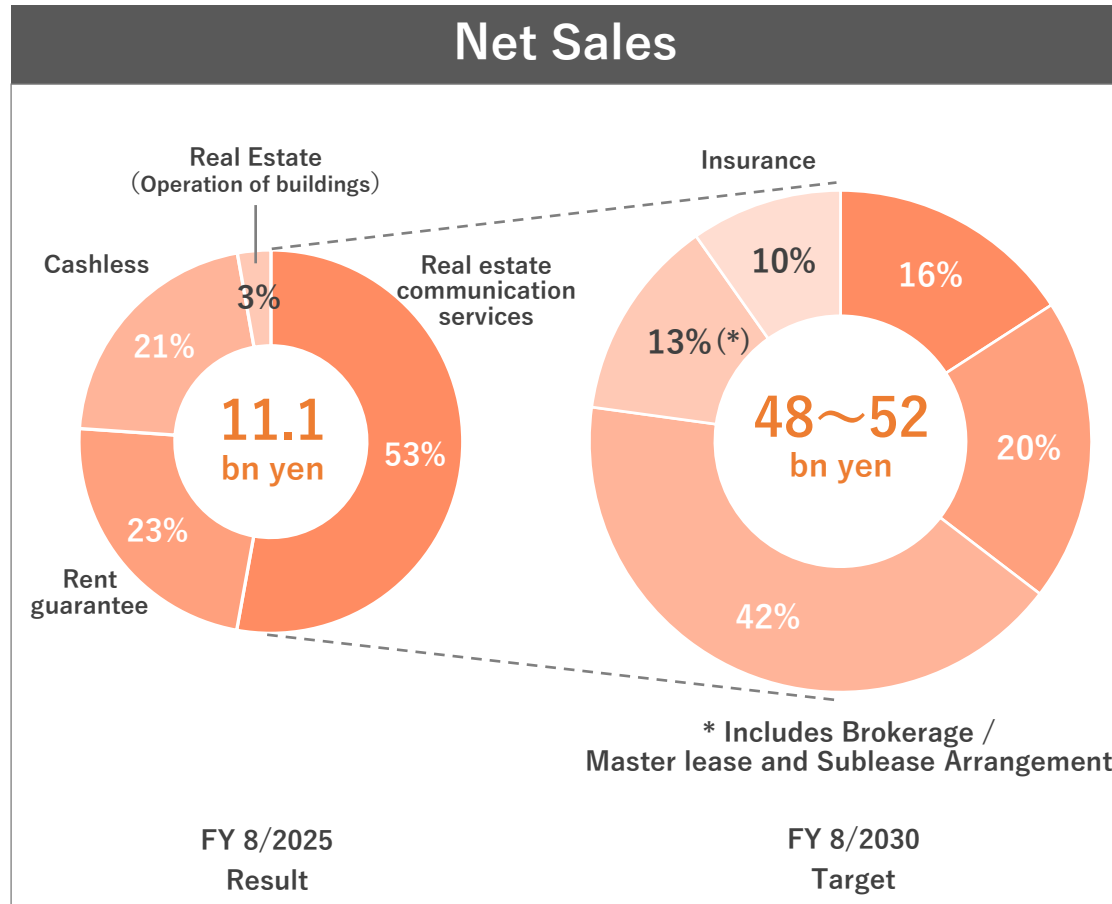 Net Sales
Real Estate
（Operation of buildings）
Cashless
Real estate
communication
services
3%
21%
53%
23%
11.1
bn yen
Rent
guarantee
Insurance
10%
16%
13%(*)
20%
42%
48～52
bn yen
* Includes Brokerage /
Master lease and Sublease Arrangement
FY 8/2025
Result
FY 8/2030
Target